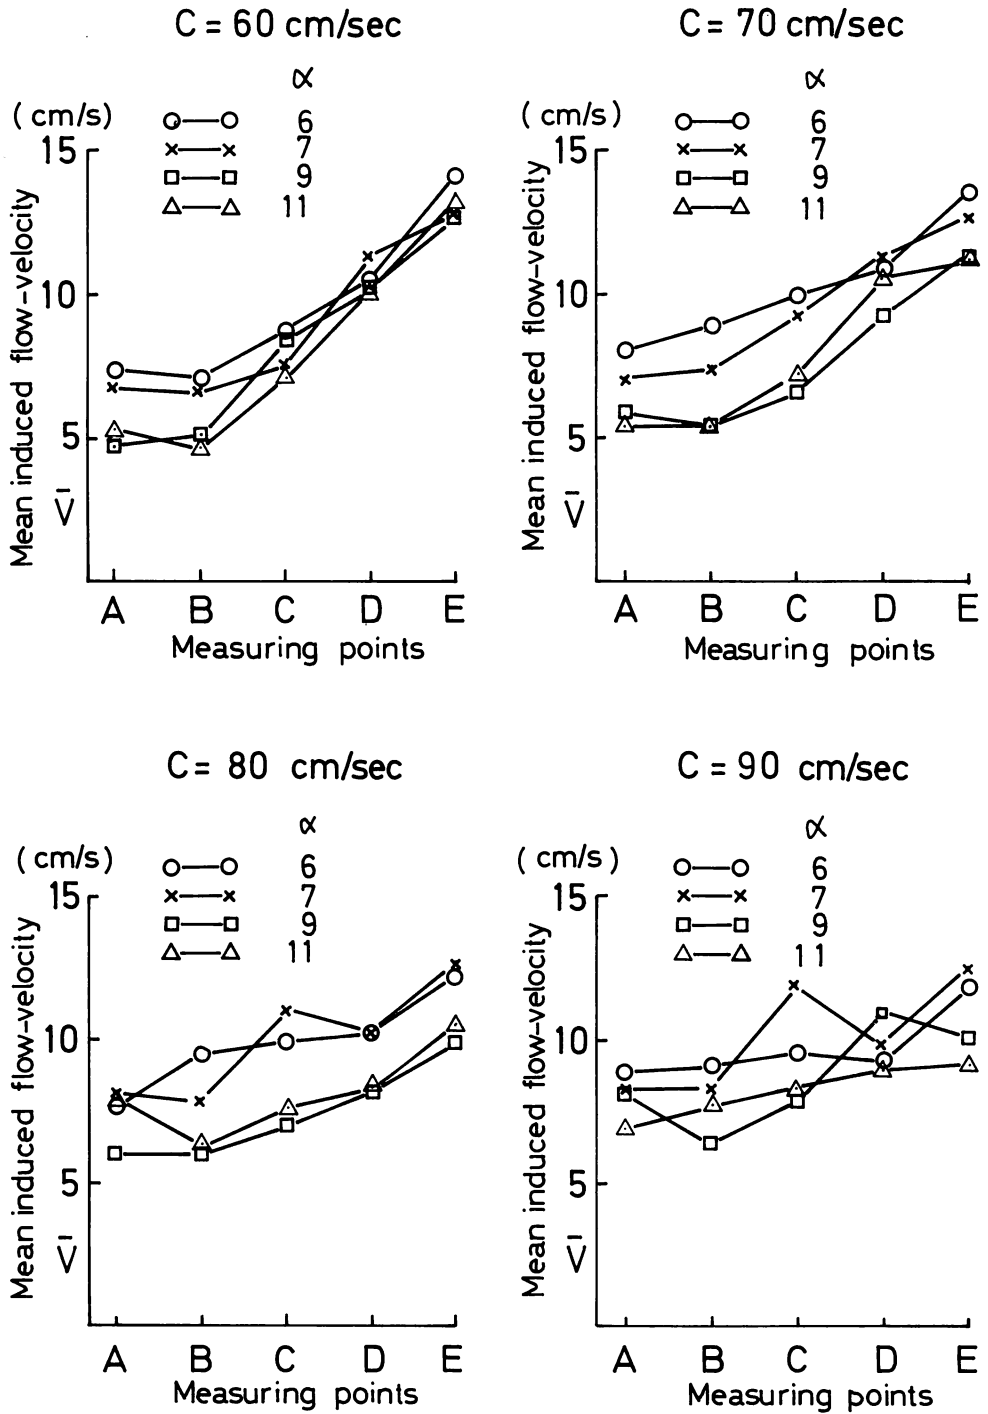 C = 60 cm/sec
α
(cm/s)
6
7
9
11
15
10
5
Mean induced flow-velocity
V̄
A B C D E
Measuring points
C = 70 cm/sec
α
(cm/s)
6
7
9
11
15
10
5
Mean induced flow-velocity
V̄
A B C D E
Measuring points
C = 80 cm/sec
α
(cm/s)
6
7
9
11
15
10
5
Mean induced flow-velocity
V̄
A B C D E
Measuring points
C = 90 cm/sec
α
(cm/s)
6
7
9
11
15
10
5
Mean induced flow-velocity
V̄
A B C D E
Measuring points